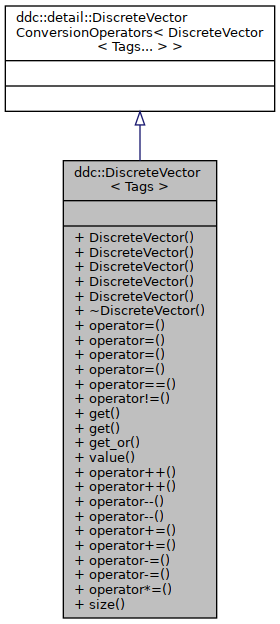 ddc::detail::DiscreteVector
ConversionOperators< DiscreteVector
< Tags... > >
ddc::DiscreteVector
< Tags >
+ DiscreteVector()
+ DiscreteVector()
+ DiscreteVector()
+ DiscreteVector()
+ DiscreteVector()
+ ~DiscreteVector()
+ operator=()
+ operator=()
+ operator=()
+ operator=()
+ operator==()
+ operator!=()
+ get()
+ get()
+ get_or()
+ value()
+ operator++()
+ operator++()
+ operator--()
+ operator--()
+ operator+=()
+ operator+=()
+ operator-=()
+ operator-=()
+ operator*=()
+ size()